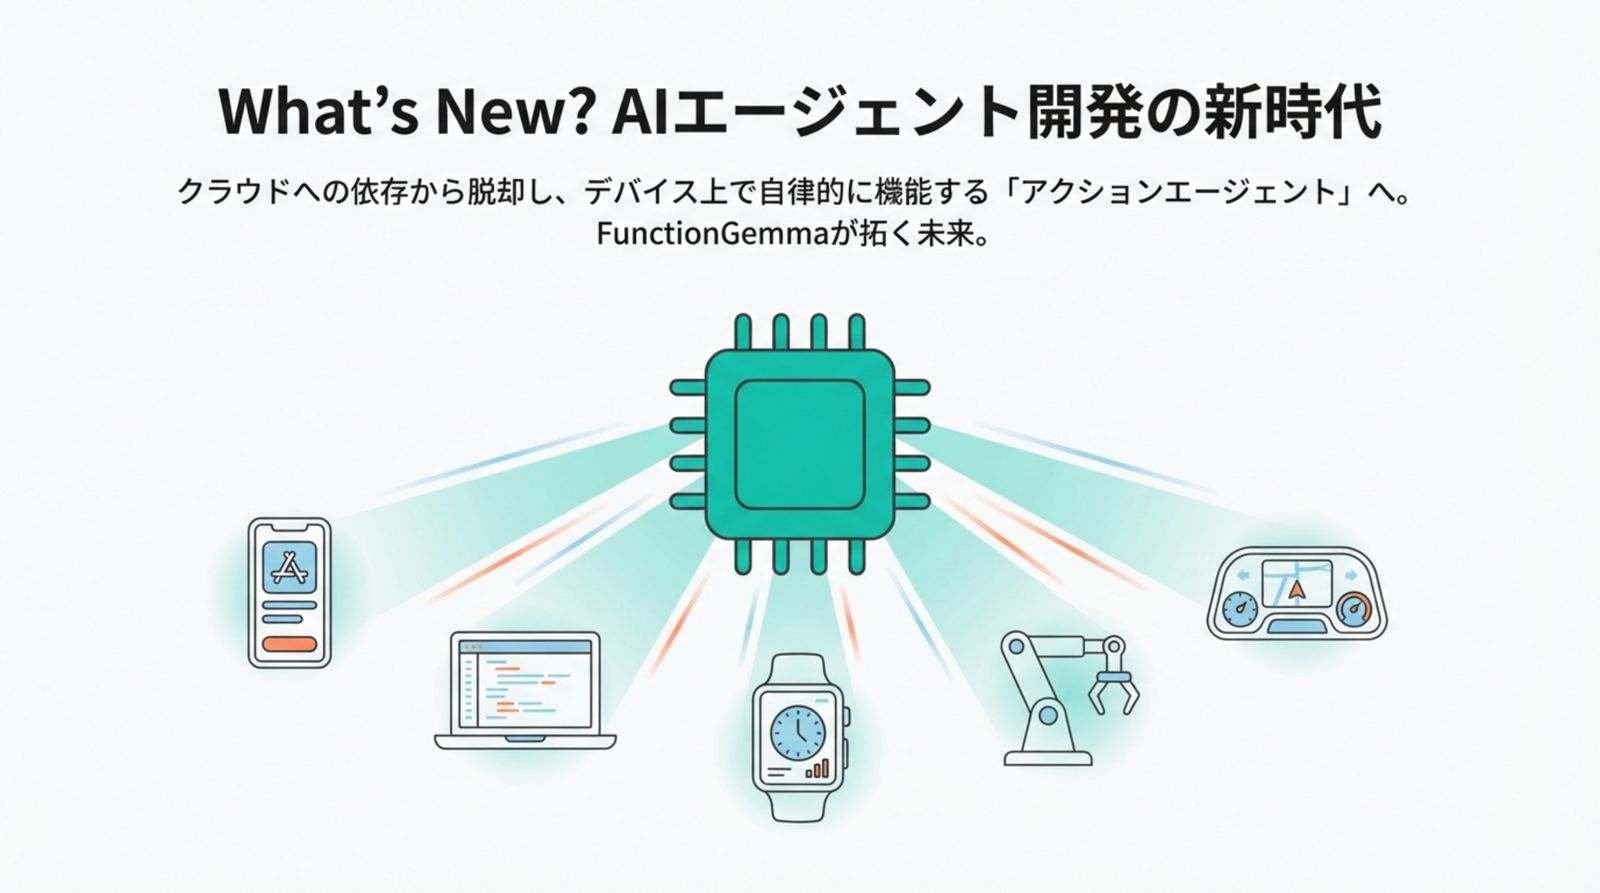 What’s New? AIエージェント開発の新時代
クラウドへの依存から脱却し、デバイス上で自律的に機能する「アクションエージェント」へ。
FunctionGemmaが拓く未来。